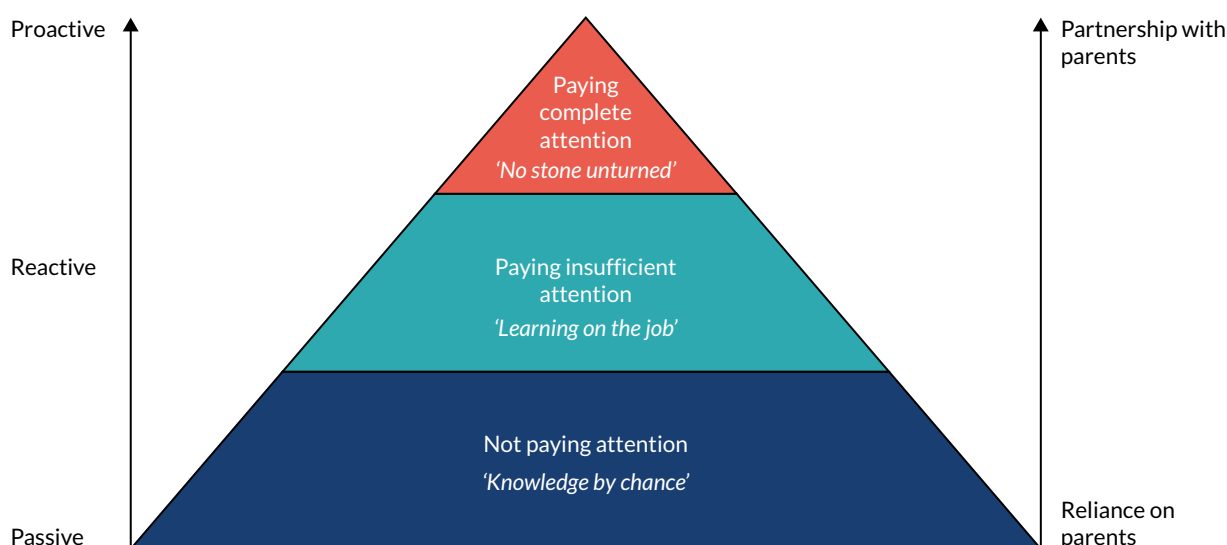 Proactive
Partnership with
parents
Paying
complete
attention
‘No stone unturned’
Reactive
Paying insufficient
attention
‘Learning on the job’
Not paying attention
‘Knowledge by chance’
Passive
Reliance on
parents